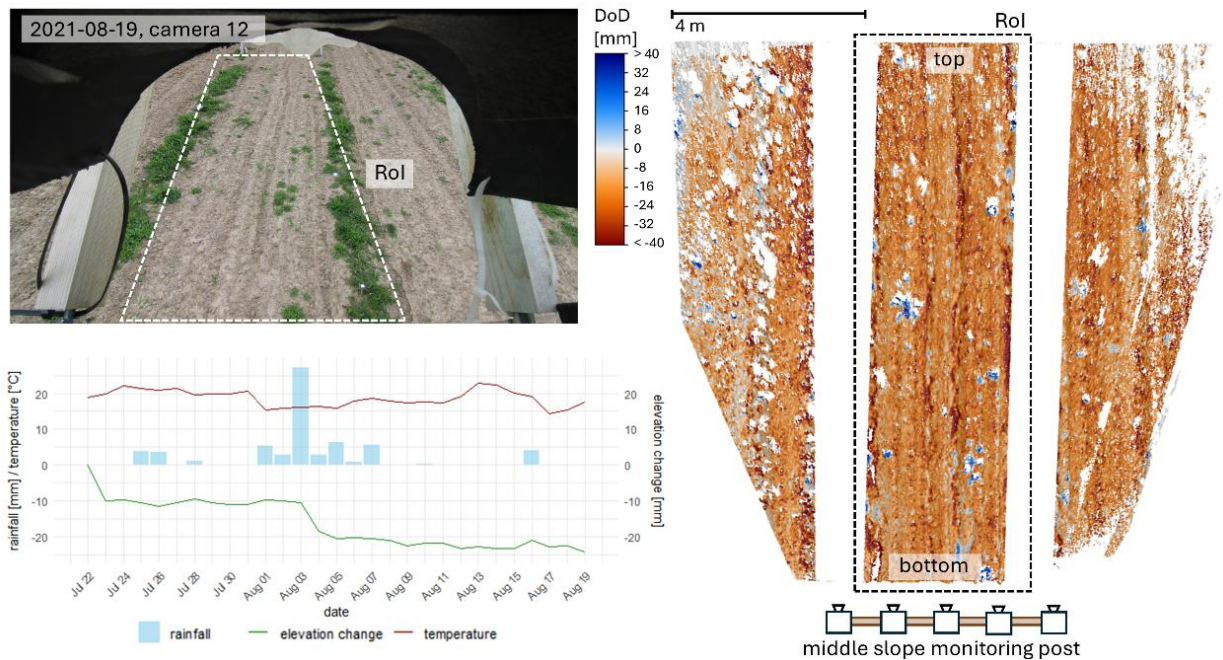 2021-08-19, camera 12
RoI
DoD
[mm]
> 40
32
24
16
8
0
-8
-16
-24
-32
< -40
4 m
RoI
top
bottom
middle slope monitoring post
rainfall [mm] / temperature [°C]
20
10
0
-10
-20
20
10
0
-10
-20
elevation change [mm]
Jul 22
Jul 24
Jul 26
Jul 28
Jul 30
Aug 01
Aug 03
Aug 05
Aug 07
Aug 09
Aug 11
Aug 13
Aug 15
Aug 17
Aug 19
date
rainfall
elevation change
temperature